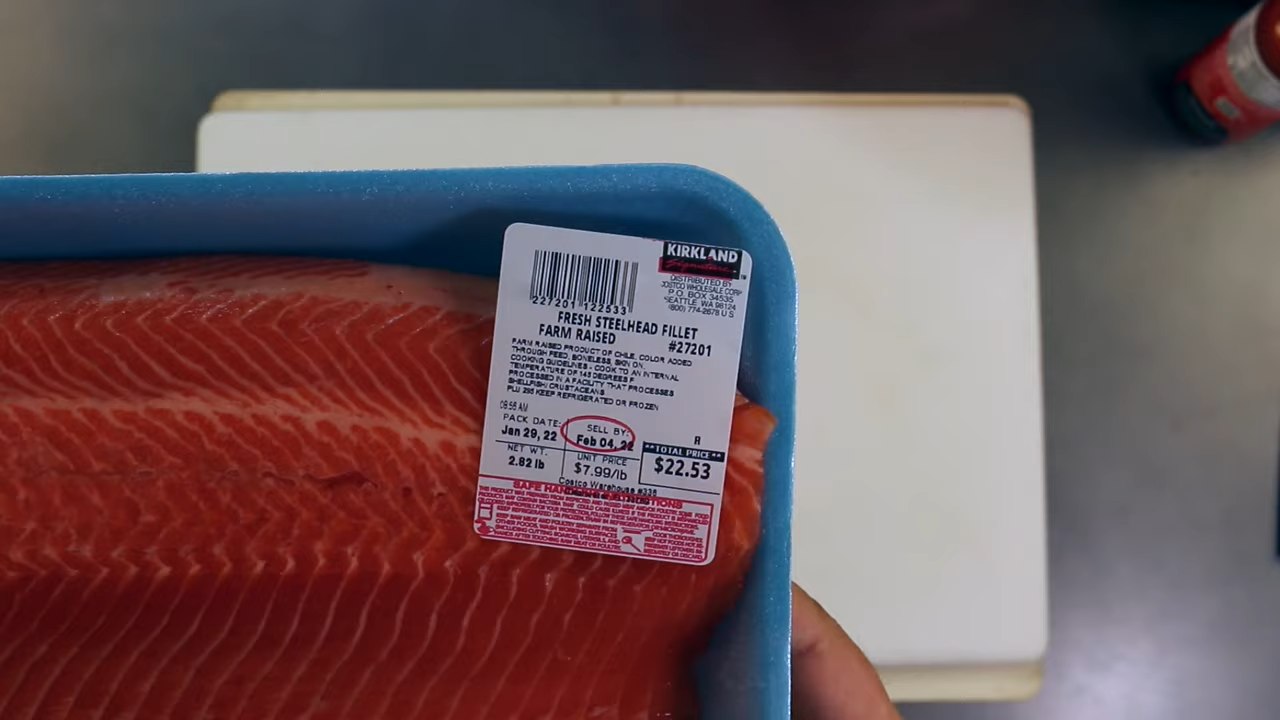 KIRKLAND
Signature
DISTRIBUTED BY
COSTCO WHOLESALE CORP
P.O. BOX 34535
SEATTLE, WA 98124
(800) 774-2678 U S
227201 122533
FRESH STEELHEAD FILLET
FARM RAISED #27201
FARM RAISED PRODUCT OF CHILE, COLOR ADDED
THROUGH FEED, BONELESS, SKIN ON.
COOKING GUIDELINES - COOK TO AN INTERNAL
TEMPERATURE OF 145 DEGREES F
PROCESSED IN A FACILITY THAT PROCESSES
SHELLFISH/CRUSTACEANS
PLU 295 KEEP REFRIGERATED OR FROZEN
08:56 AM
PACK DATE: SELL BY: R
Jan 29, 22 Feb 04, 22
NET WT. UNIT PRICE **TOTAL PRICE**
2.82 lb $7.99/lb $22.53
Costco Warehouse #338
SAFE HANDLING INSTRUCTIONS